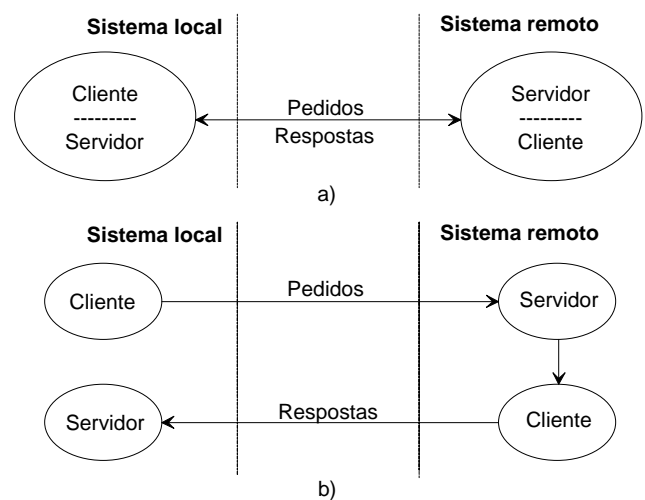 Sistema local
Sistema remoto
Cliente
---------
Servidor
Pedidos
Respostas
Servidor
---------
Cliente
a)
Sistema local
Sistema remoto
Cliente
Pedidos
Servidor
Servidor
Respostas
Cliente
b)